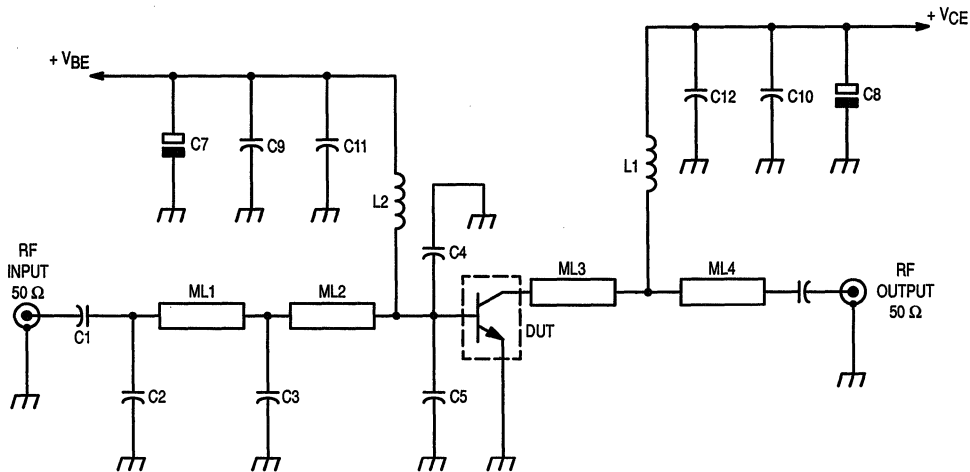 + VCE
+ VBE
C12
C10
C8
C7
C9
C11
L1
L2
C4
RF
INPUT
50 Ω
ML1
ML2
ML3
ML4
RF
OUTPUT
50 Ω
DUT
C1
C2
C3
C5